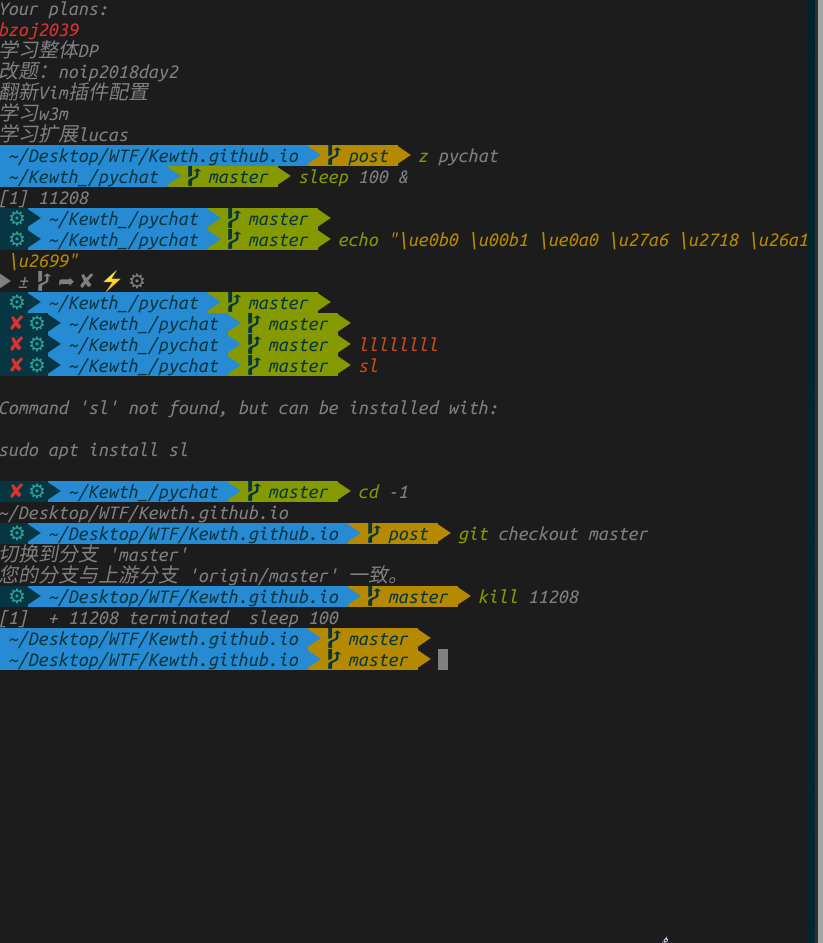 Your plans:
bzoj2039
学习整体DP
改题：noip2018day2
翻新Vim插件配置
学习w3m
学习扩展lucas
~/Desktop/WTF/Kewth.github.io  post  z pychat
~/Kewth_/pychat  master  sleep 100 &
[1] 11208
⚙ ~/Kewth_/pychat  master
⚙ ~/Kewth_/pychat  master  echo "\ue0b0 \u00b1 \ue0a0 \u27a6 \u2718 \u26a1
\u2699"
 ±  ➦ ✘ ⚡ ⚙
⚙ ~/Kewth_/pychat  master
✘ ⚙ ~/Kewth_/pychat  master
✘ ⚙ ~/Kewth_/pychat  master  llllllll
✘ ⚙ ~/Kewth_/pychat  master  sl
Command 'sl' not found, but can be installed with:
sudo apt install sl
✘ ⚙ ~/Kewth_/pychat  master  cd -1
~/Desktop/WTF/Kewth.github.io
⚙ ~/Desktop/WTF/Kewth.github.io  post  git checkout master
切换到分支 'master'
您的分支与上游分支 'origin/master' 一致。
⚙ ~/Desktop/WTF/Kewth.github.io  master  kill 11208
[1]  + 11208 terminated  sleep 100
~/Desktop/WTF/Kewth.github.io  master
~/Desktop/WTF/Kewth.github.io  master